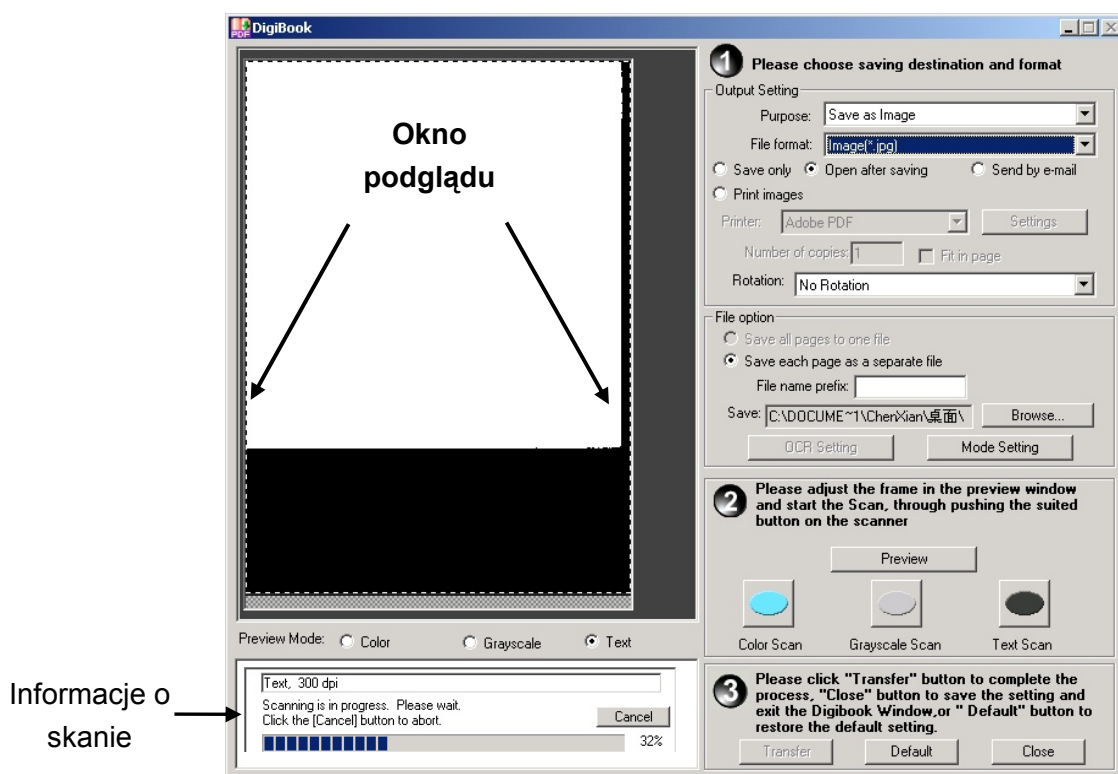 DigiBook
Okno
podglądu
Preview Mode: Color Grayscale Text
Informacje o
skanie
Text, 300 dpi
Scanning is in progress. Please wait.
Click the [Cancel] button to abort.
Cancel
32%
1 Please choose saving destination and format
Output Setting
Purpose: Save as Image
File format: Image(*.jpg)
Save only Open after saving Send by e-mail
Print images
Printer: Adobe PDF Settings
Number of copies: 1 Fit in page
Rotation: No Rotation
File option
Save all pages to one file
Save each page as a separate file
File name prefix:
Save: C:\DOCUME~1\ChenXian\桌面\ Browse...
OCR Setting Mode Setting
2 Please adjust the frame in the preview window
and start the Scan, through pushing the suited
button on the scanner
Preview
Color Scan Grayscale Scan Text Scan
3 Please click "Transfer" button to complete the
process, "Close" button to save the setting and
exit the Digibook Window,or " Default" button to
restore the default setting.
Transfer Default Close